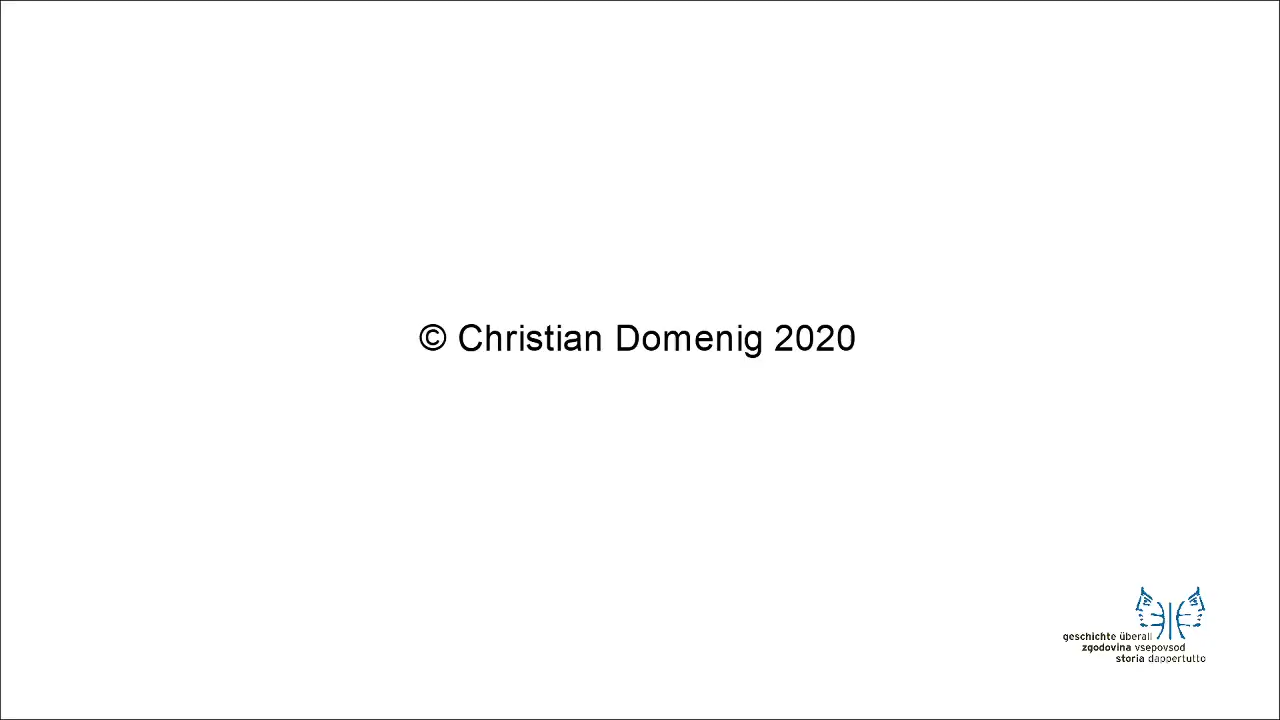 © Christian Domenig 2020
geschichte überall
zgodovina vsepovsod
storia dappertutto